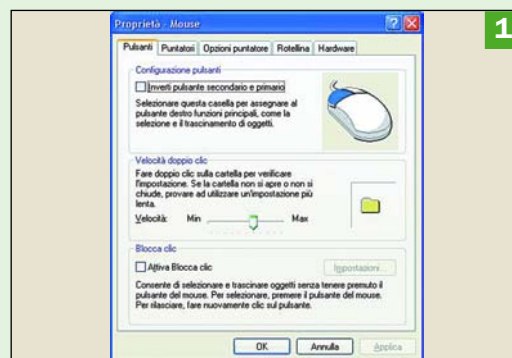 Proprietà - Mouse
1
Pulsanti Puntatori Opzioni puntatore Rotellina Hardware
Configurazione pulsanti
Inverti pulsante secondario e primario
Selezionare questa casella per assegnare al
pulsante destro funzioni principali, come la
selezione e il trascinamento di oggetti.
Velocità doppio clic
Fare doppio clic sulla cartella per verificare
l'impostazione. Se la cartella non si apre o non si
chiude, provare ad utilizzare un'impostazione più
lenta.
Velocità: Min Max
Blocca clic
Attiva Blocca clic Impostazioni...
Consente di selezionare e trascinare oggetti senza tenere premuto il
pulsante del mouse. Per selezionare, premere il pulsante del mouse.
Per rilasciare, fare nuovamente clic sul pulsante.
OK Annulla Applica